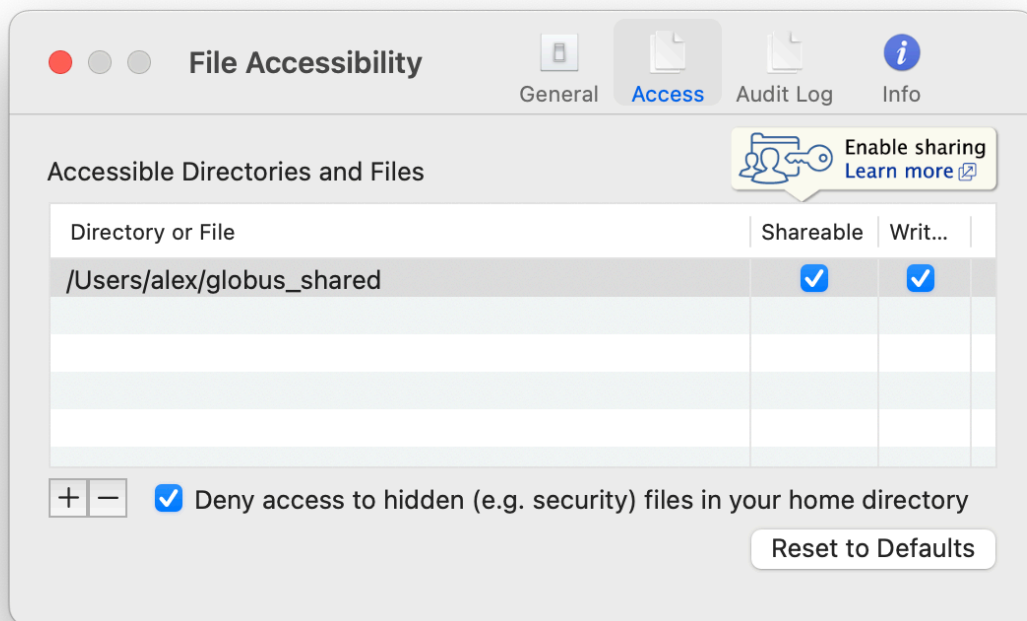 File Accessibility
General
Access
Audit Log
Info
Enable sharing
Learn more
Accessible Directories and Files
Directory or File
Shareable
Writ...
/Users/alex/globus_shared
Deny access to hidden (e.g. security) files in your home directory
Reset to Defaults